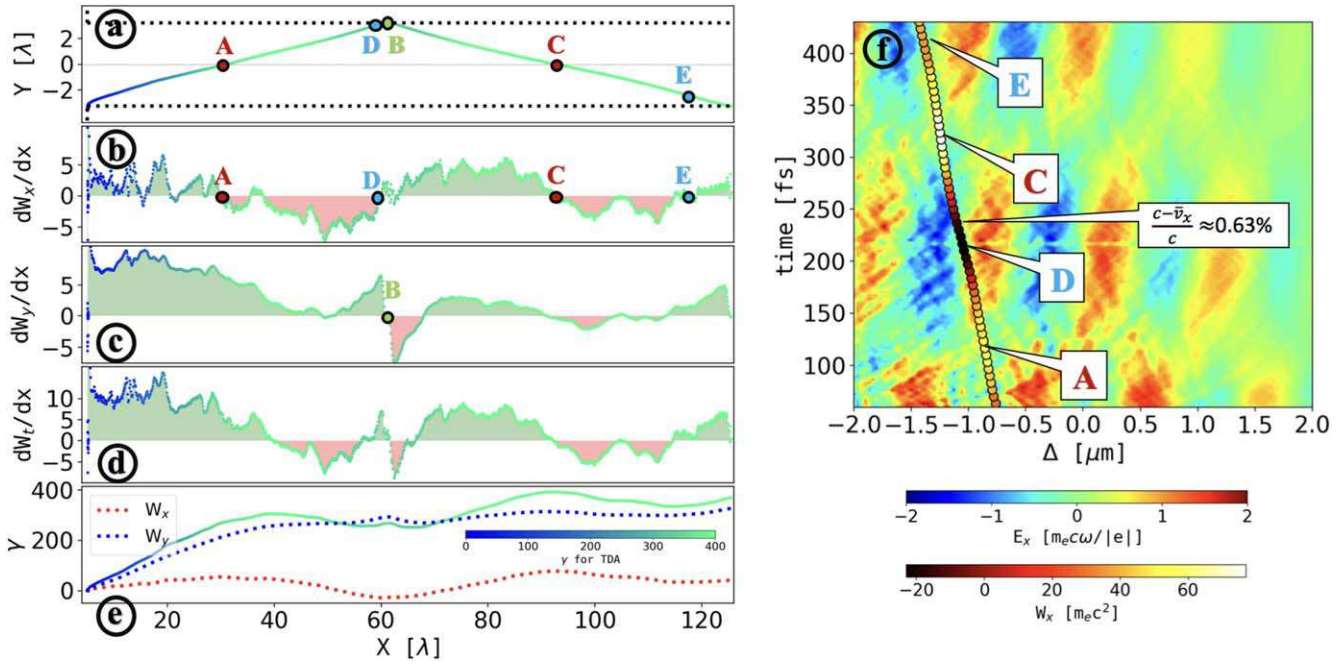 a
Y [λ]
2
0
−2
A
D
B
C
E
b
dWₓ/dx
5
0
−5
A
D
C
E
c
dWᵧ/dx
5
0
−5
B
d
dWₜ/dx
10
5
0
−5
e
γ
400
200
0
Wₓ
Wᵧ
0 100 200 300 400
γ for TDA
20 40 60 80 100 120
X [λ]
f
time [fs]
400
350
300
250
200
150
100
E
C
(c−v̄ₓ)/c ≈0.63%
D
A
−2.0 −1.5 −1.0 −0.5 0.0 0.5 1.0 1.5 2.0
Δ [μm]
−2 −1 0 1 2
Eₓ [mₑcω/|e|]
−20 0 20 40 60
Wₓ [mₑc²]